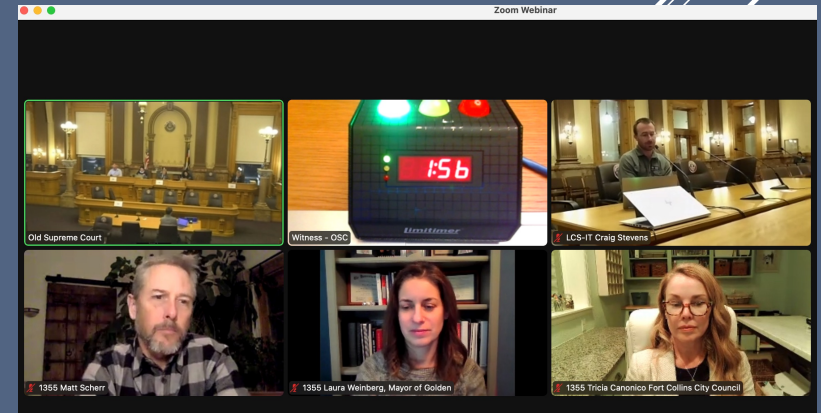 Zoom Webinar
1:56
limitimer
Old Supreme Court
Witness - OSC
LCS-IT Craig Stevens
1355 Matt Scherr
1355 Laura Weinberg, Mayor of Golden
1355 Tricia Canonico Fort Collins City Council